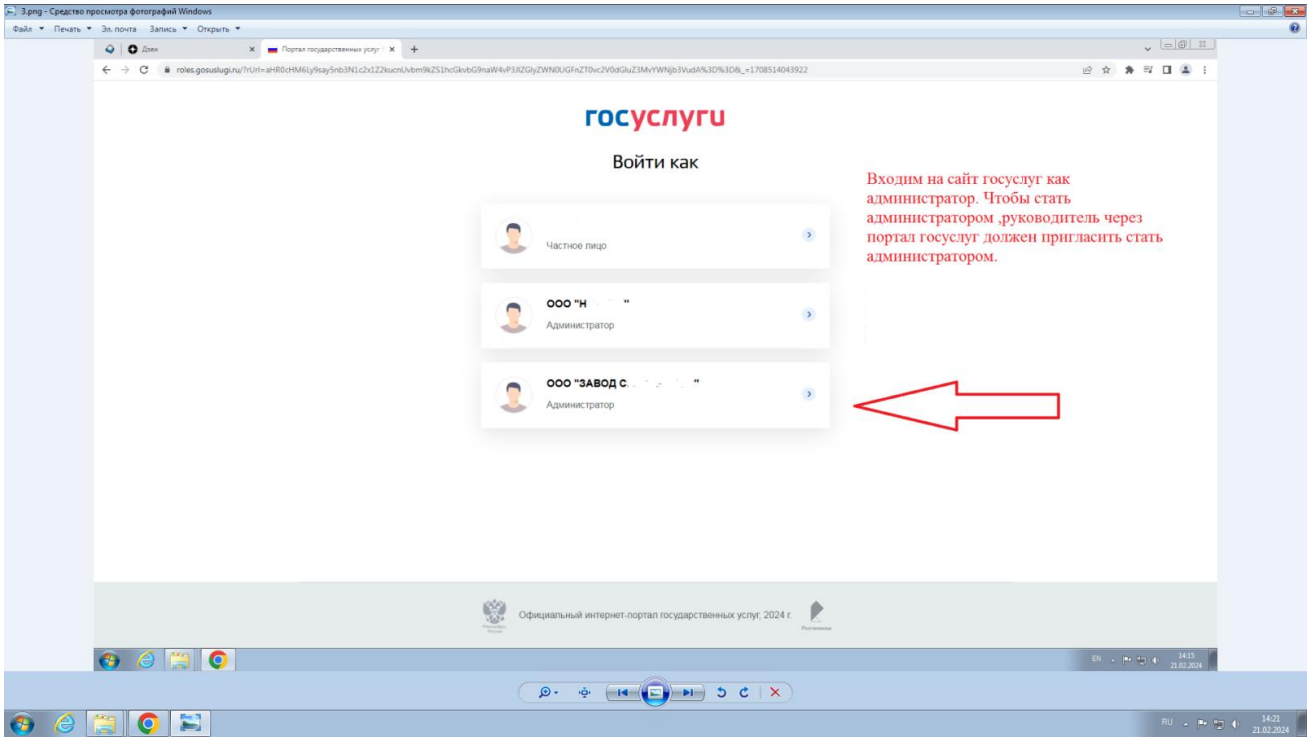 3.png - Средство просмотра фотографий Windows
Файл Печать Эл. почта Запись Открыть
Дзен
Портал государственных услуг
roles.gosuslugi.ru/
госуслуги
Войти как
Входим на сайт госуслуг как
администратор. Чтобы стать
администратором ,руководитель через
портал госуслуг должен пригласить стать
администратором.
Частное лицо
ООО "Н "
Администратор
ООО "ЗАВОД С "
Администратор
Официальный интернет-портал государственных услуг, 2024 г.
EN
14:15
21.02.2024
RU
14:21
21.02.2024